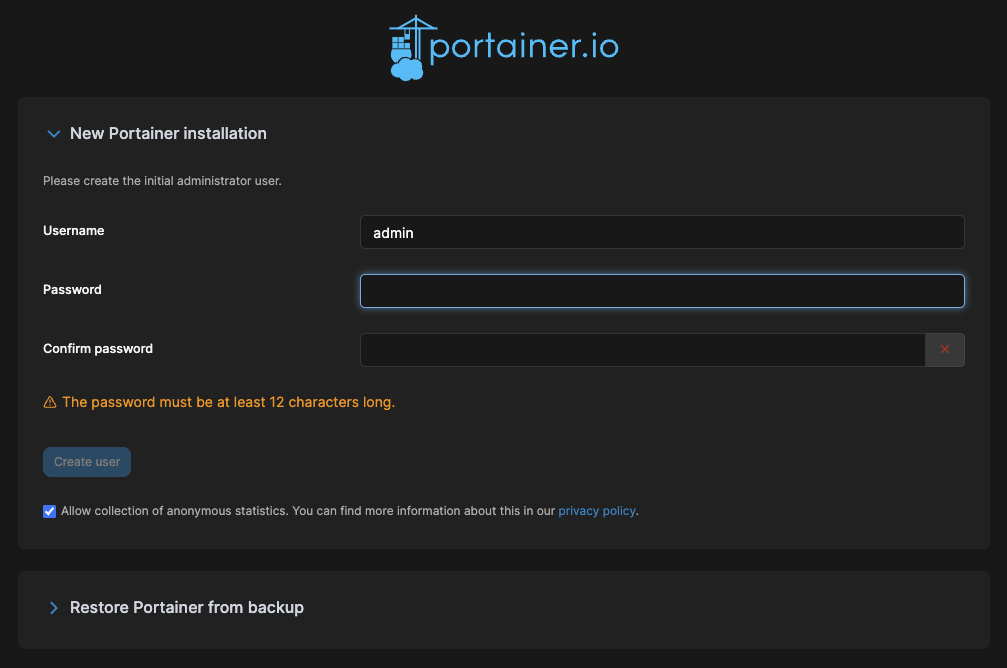 portainer.io
New Portainer installation
Please create the initial administrator user.
Username
admin
Password
Confirm password
The password must be at least 12 characters long.
Create user
Allow collection of anonymous statistics. You can find more information about this in our privacy policy.
Restore Portainer from backup